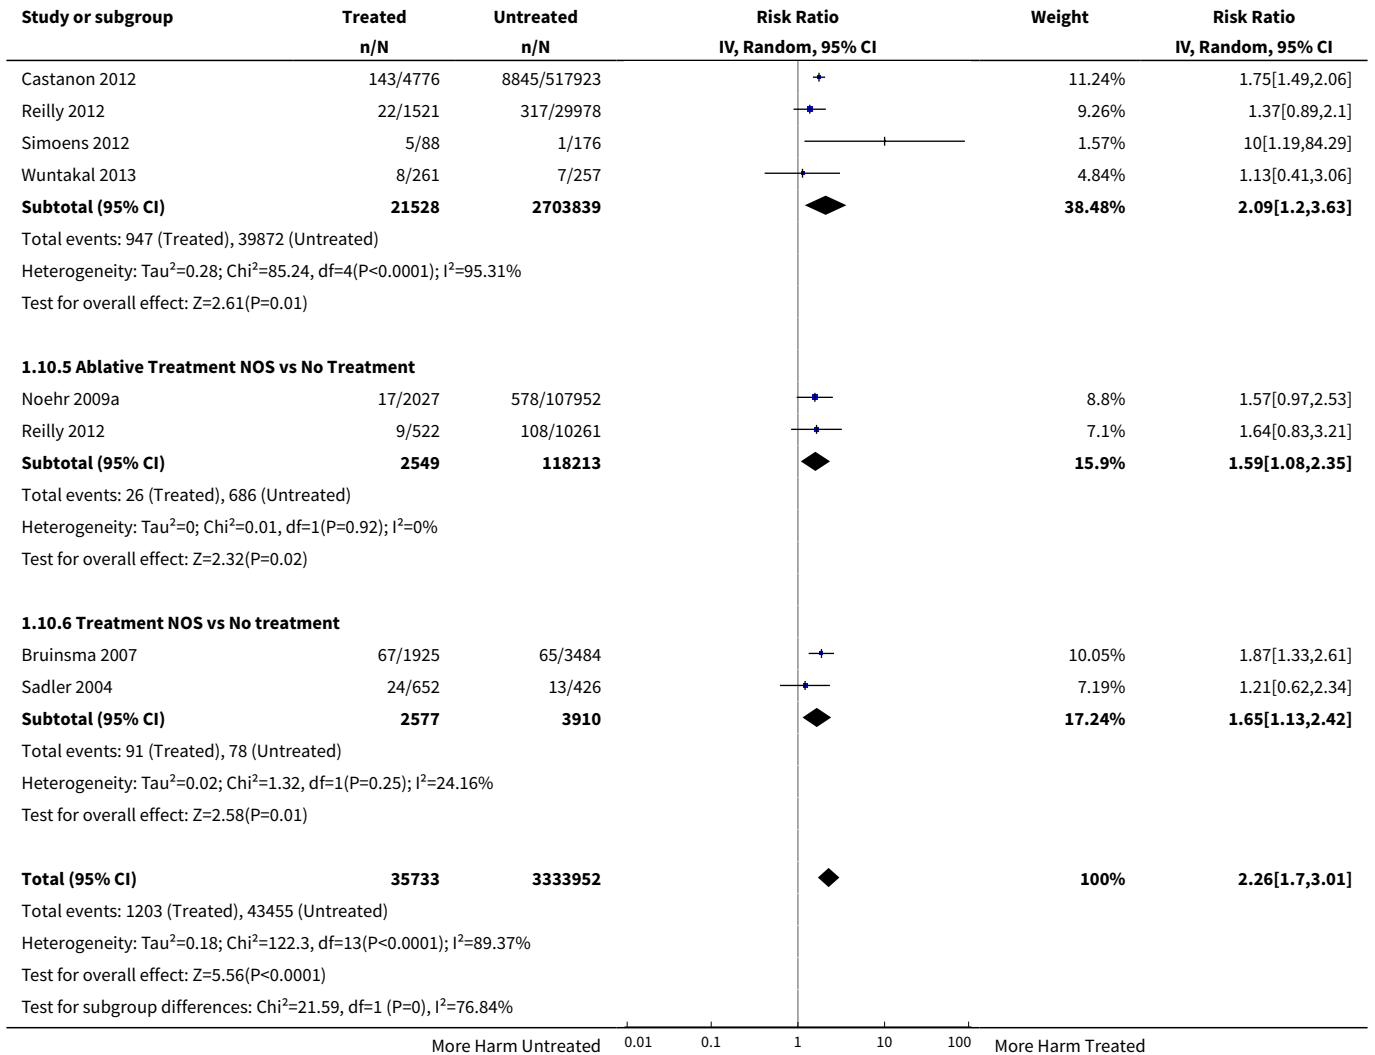 Study or subgroup Treated Untreated Risk Ratio Weight Risk Ratio
n/N n/N IV, Random, 95% CI IV, Random, 95% CI
Castanon 2012 143/4776 8845/517923 11.24% 1.75[1.49,2.06]
Reilly 2012 22/1521 317/29978 9.26% 1.37[0.89,2.1]
Simoens 2012 5/88 1/176 1.57% 10[1.19,84.29]
Wuntakal 2013 8/261 7/257 4.84% 1.13[0.41,3.06]
Subtotal (95% CI) 21528 2703839 38.48% 2.09[1.2,3.63]
Total events: 947 (Treated), 39872 (Untreated)
Heterogeneity: Tau²=0.28; Chi²=85.24, df=4(P<0.0001); I²=95.31%
Test for overall effect: Z=2.61(P=0.01)
1.10.5 Ablative Treatment NOS vs No Treatment
Noehr 2009a 17/2027 578/107952 8.8% 1.57[0.97,2.53]
Reilly 2012 9/522 108/10261 7.1% 1.64[0.83,3.21]
Subtotal (95% CI) 2549 118213 15.9% 1.59[1.08,2.35]
Total events: 26 (Treated), 686 (Untreated)
Heterogeneity: Tau²=0; Chi²=0.01, df=1(P=0.92); I²=0%
Test for overall effect: Z=2.32(P=0.02)
1.10.6 Treatment NOS vs No treatment
Bruinsma 2007 67/1925 65/3484 10.05% 1.87[1.33,2.61]
Sadler 2004 24/652 13/426 7.19% 1.21[0.62,2.34]
Subtotal (95% CI) 2577 3910 17.24% 1.65[1.13,2.42]
Total events: 91 (Treated), 78 (Untreated)
Heterogeneity: Tau²=0.02; Chi²=1.32, df=1(P=0.25); I²=24.16%
Test for overall effect: Z=2.58(P=0.01)
Total (95% CI) 35733 3333952 100% 2.26[1.7,3.01]
Total events: 1203 (Treated), 43455 (Untreated)
Heterogeneity: Tau²=0.18; Chi²=122.3, df=13(P<0.0001); I²=89.37%
Test for overall effect: Z=5.56(P<0.0001)
Test for subgroup differences: Chi²=21.59, df=1 (P=0), I²=76.84%
More Harm Untreated 0.01 0.1 1 10 100 More Harm Treated